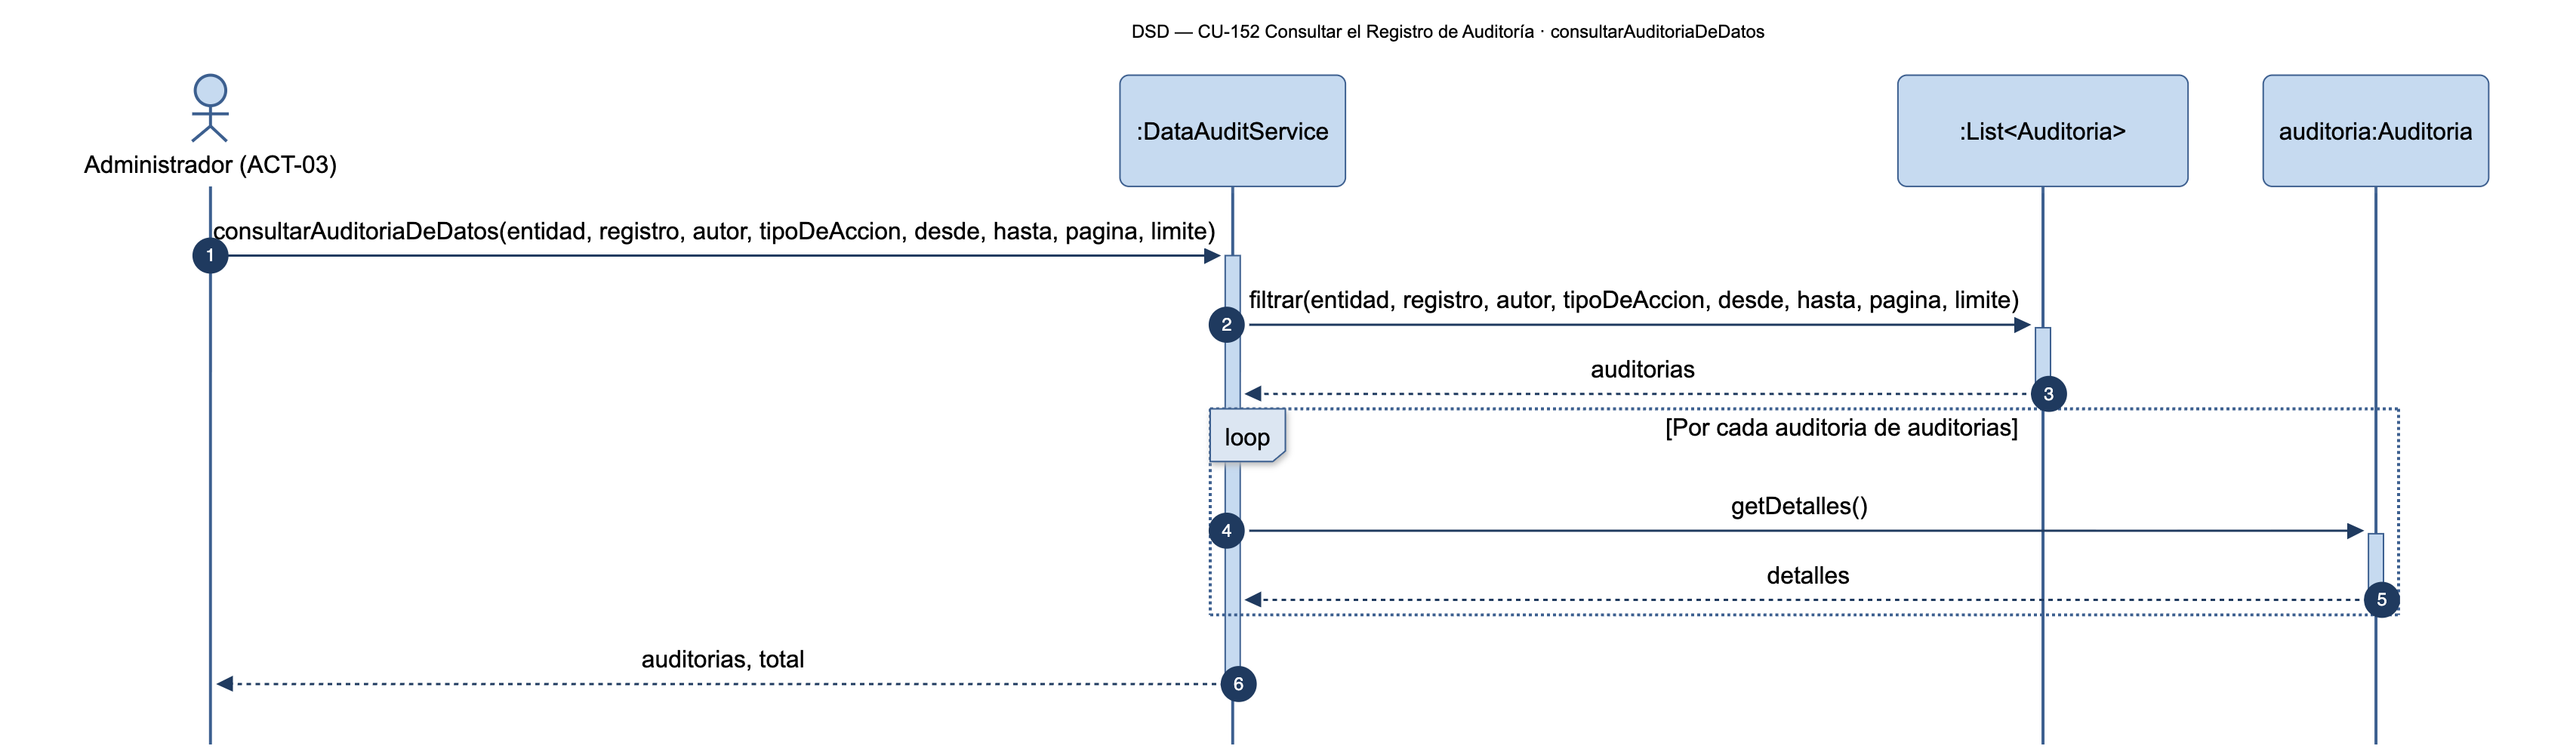 DSD — CU-152 Consultar el Registro de Auditoría · consultarAuditoriaDeDatos
Administrador (ACT-03)
:DataAuditService
:List<Auditoria>
auditoria:Auditoria
consultarAuditoriaDeDatos(entidad, registro, autor, tipoDeAccion, desde, hasta, pagina, limite)
1
filtrar(entidad, registro, autor, tipoDeAccion, desde, hasta, pagina, limite)
2
auditorias
3
loop
[Por cada auditoria de auditorias]
getDetalles()
4
detalles
5
auditorias, total
6